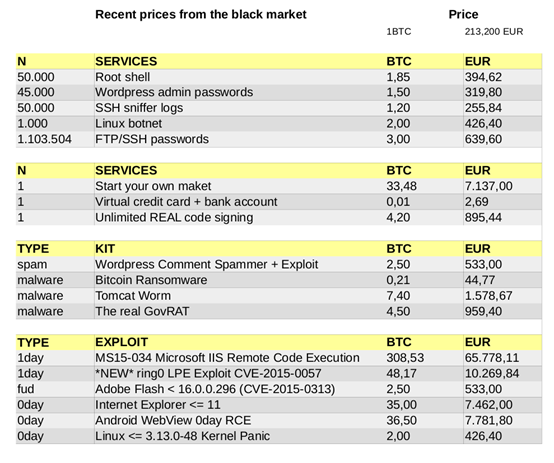 Recent prices from the black market Price
1BTC 213,200 EUR
N SERVICES BTC EUR
50.000 Root shell 1,85 394,62
45.000 Wordpress admin passwords 1,50 319,80
50.000 SSH sniffer logs 1,20 255,84
1.000 Linux botnet 2,00 426,40
1.103.504 FTP/SSH passwords 3,00 639,60
N SERVICES BTC EUR
1 Start your own maket 33,48 7.137,00
1 Virtual credit card + bank account 0,01 2,69
1 Unlimited REAL code signing 4,20 895,44
TYPE KIT BTC EUR
spam Wordpress Comment Spammer + Exploit 2,50 533,00
malware Bitcoin Ransomware 0,21 44,77
malware Tomcat Worm 7,40 1.578,67
malware The real GovRAT 4,50 959,40
TYPE EXPLOIT BTC EUR
1day MS15-034 Microsoft IIS Remote Code Execution 308,53 65.778,11
1day *NEW* ring0 LPE Exploit CVE-2015-0057 48,17 10.269,84
fud Adobe Flash < 16.0.0.296 (CVE-2015-0313) 2,50 533,00
0day Internet Explorer <= 11 35,00 7.462,00
0day Android WebView 0day RCE 36,50 7.781,80
0day Linux <= 3.13.0-48 Kernel Panic 2,00 426,40